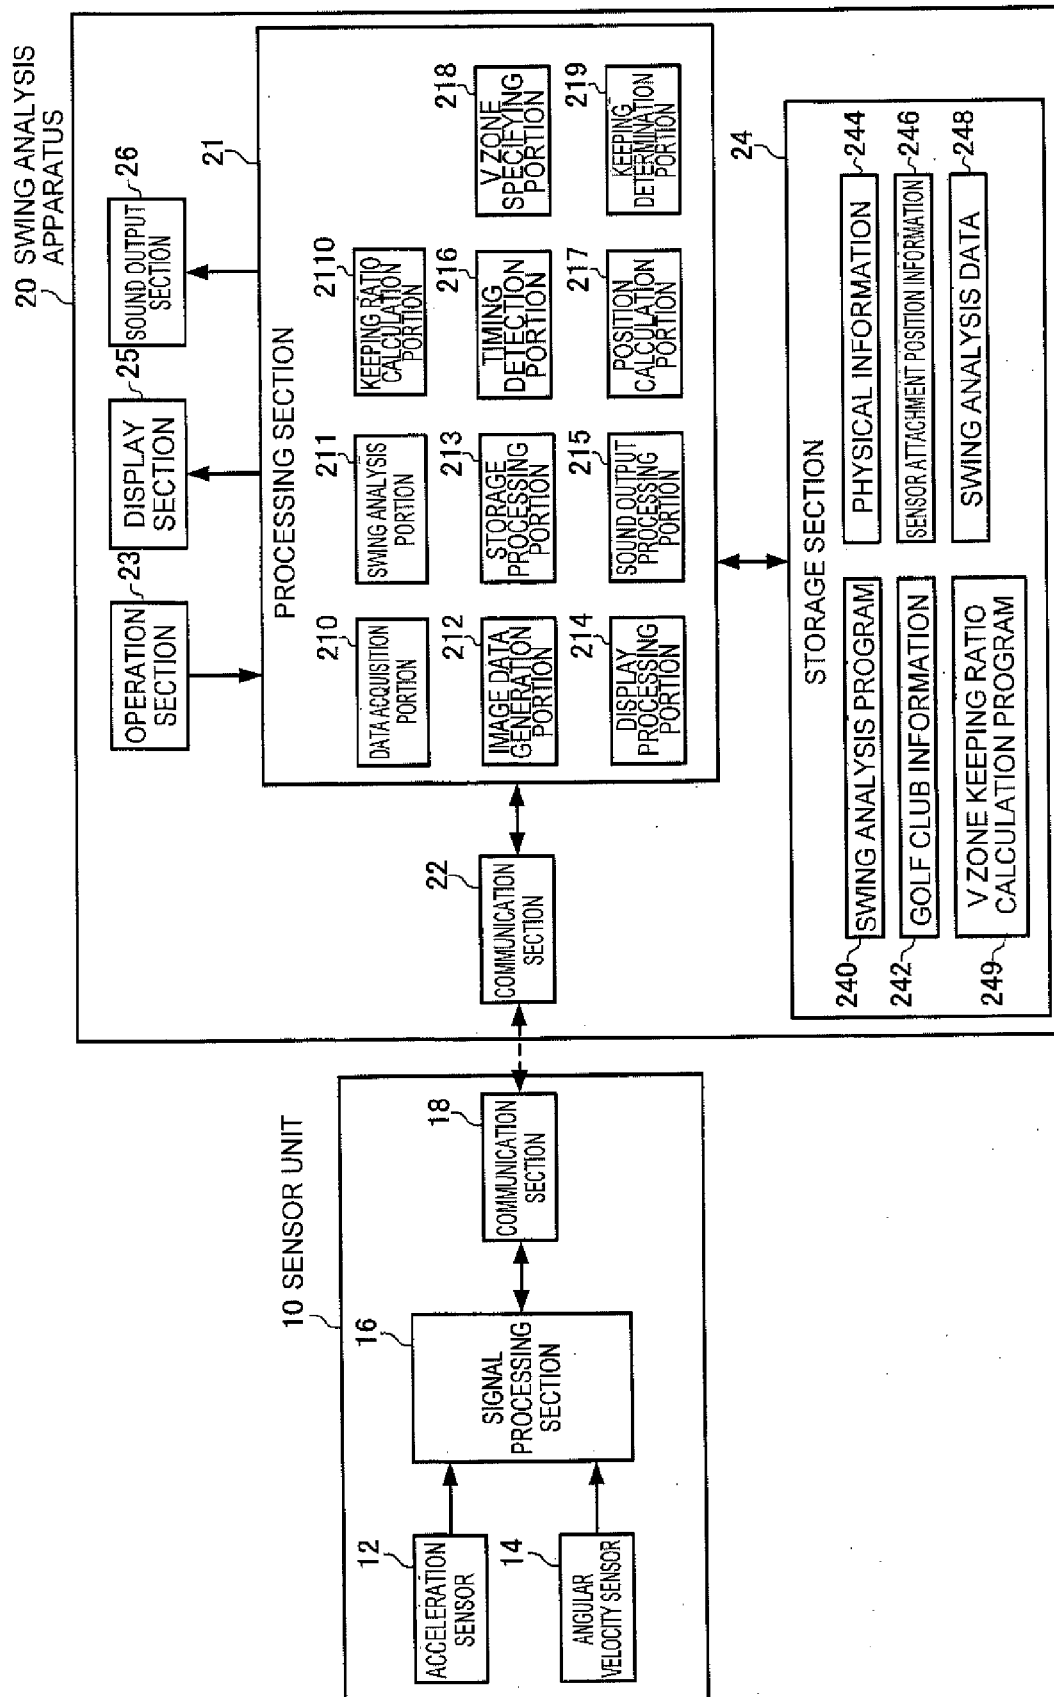 20 SWING ANALYSIS
APPARATUS
10 SENSOR UNIT
12
ACCELERATION
SENSOR
14
ANGULAR
VELOCITY SENSOR
16
SIGNAL
PROCESSING
SECTION
18
COMMUNICATION
SECTION
22
COMMUNICATION
SECTION
23
OPERATION
SECTION
25
DISPLAY
SECTION
26
SOUND OUTPUT
SECTION
21
PROCESSING SECTION
210
DATA ACQUISITION
PORTION
211
SWING ANALYSIS
PORTION
2110
KEEPING RATIO
CALCULATION
PORTION
212
IMAGE DATA
GENERATION
PORTION
213
STORAGE
PROCESSING
PORTION
216
TIMING
DETECTION
PORTION
218
V ZONE
SPECIFYING
PORTION
214
DISPLAY
PROCESSING
PORTION
215
SOUND OUTPUT
PROCESSING
PORTION
217
POSITION
CALCULATION
PORTION
219
KEEPING
DETERMINATION
PORTION
24
STORAGE SECTION
240
SWING ANALYSIS PROGRAM
244
PHYSICAL INFORMATION
242
GOLF CLUB INFORMATION
246
SENSOR ATTACHMENT POSITION INFORMATION
249
V ZONE KEEPING RATIO
CALCULATION PROGRAM
248
SWING ANALYSIS DATA